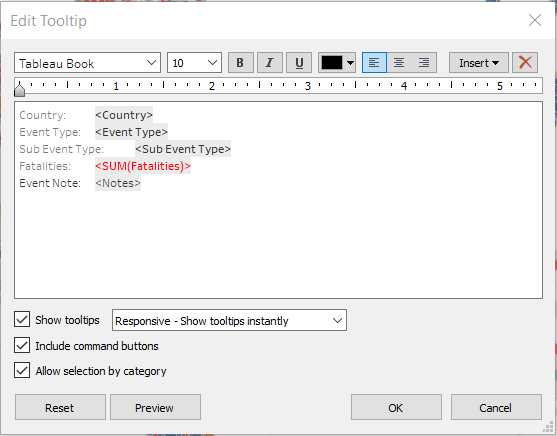 Edit Tooltip
Tableau Book 10 B I U Insert
1 2 3 4 5
Country: <Country>
Event Type: <Event Type>
Sub Event Type: <Sub Event Type>
Fatalities: <SUM(Fatalities)>
Event Note: <Notes>
Show tooltips Responsive - Show tooltips instantly
Include command buttons
Allow selection by category
Reset Preview OK Cancel